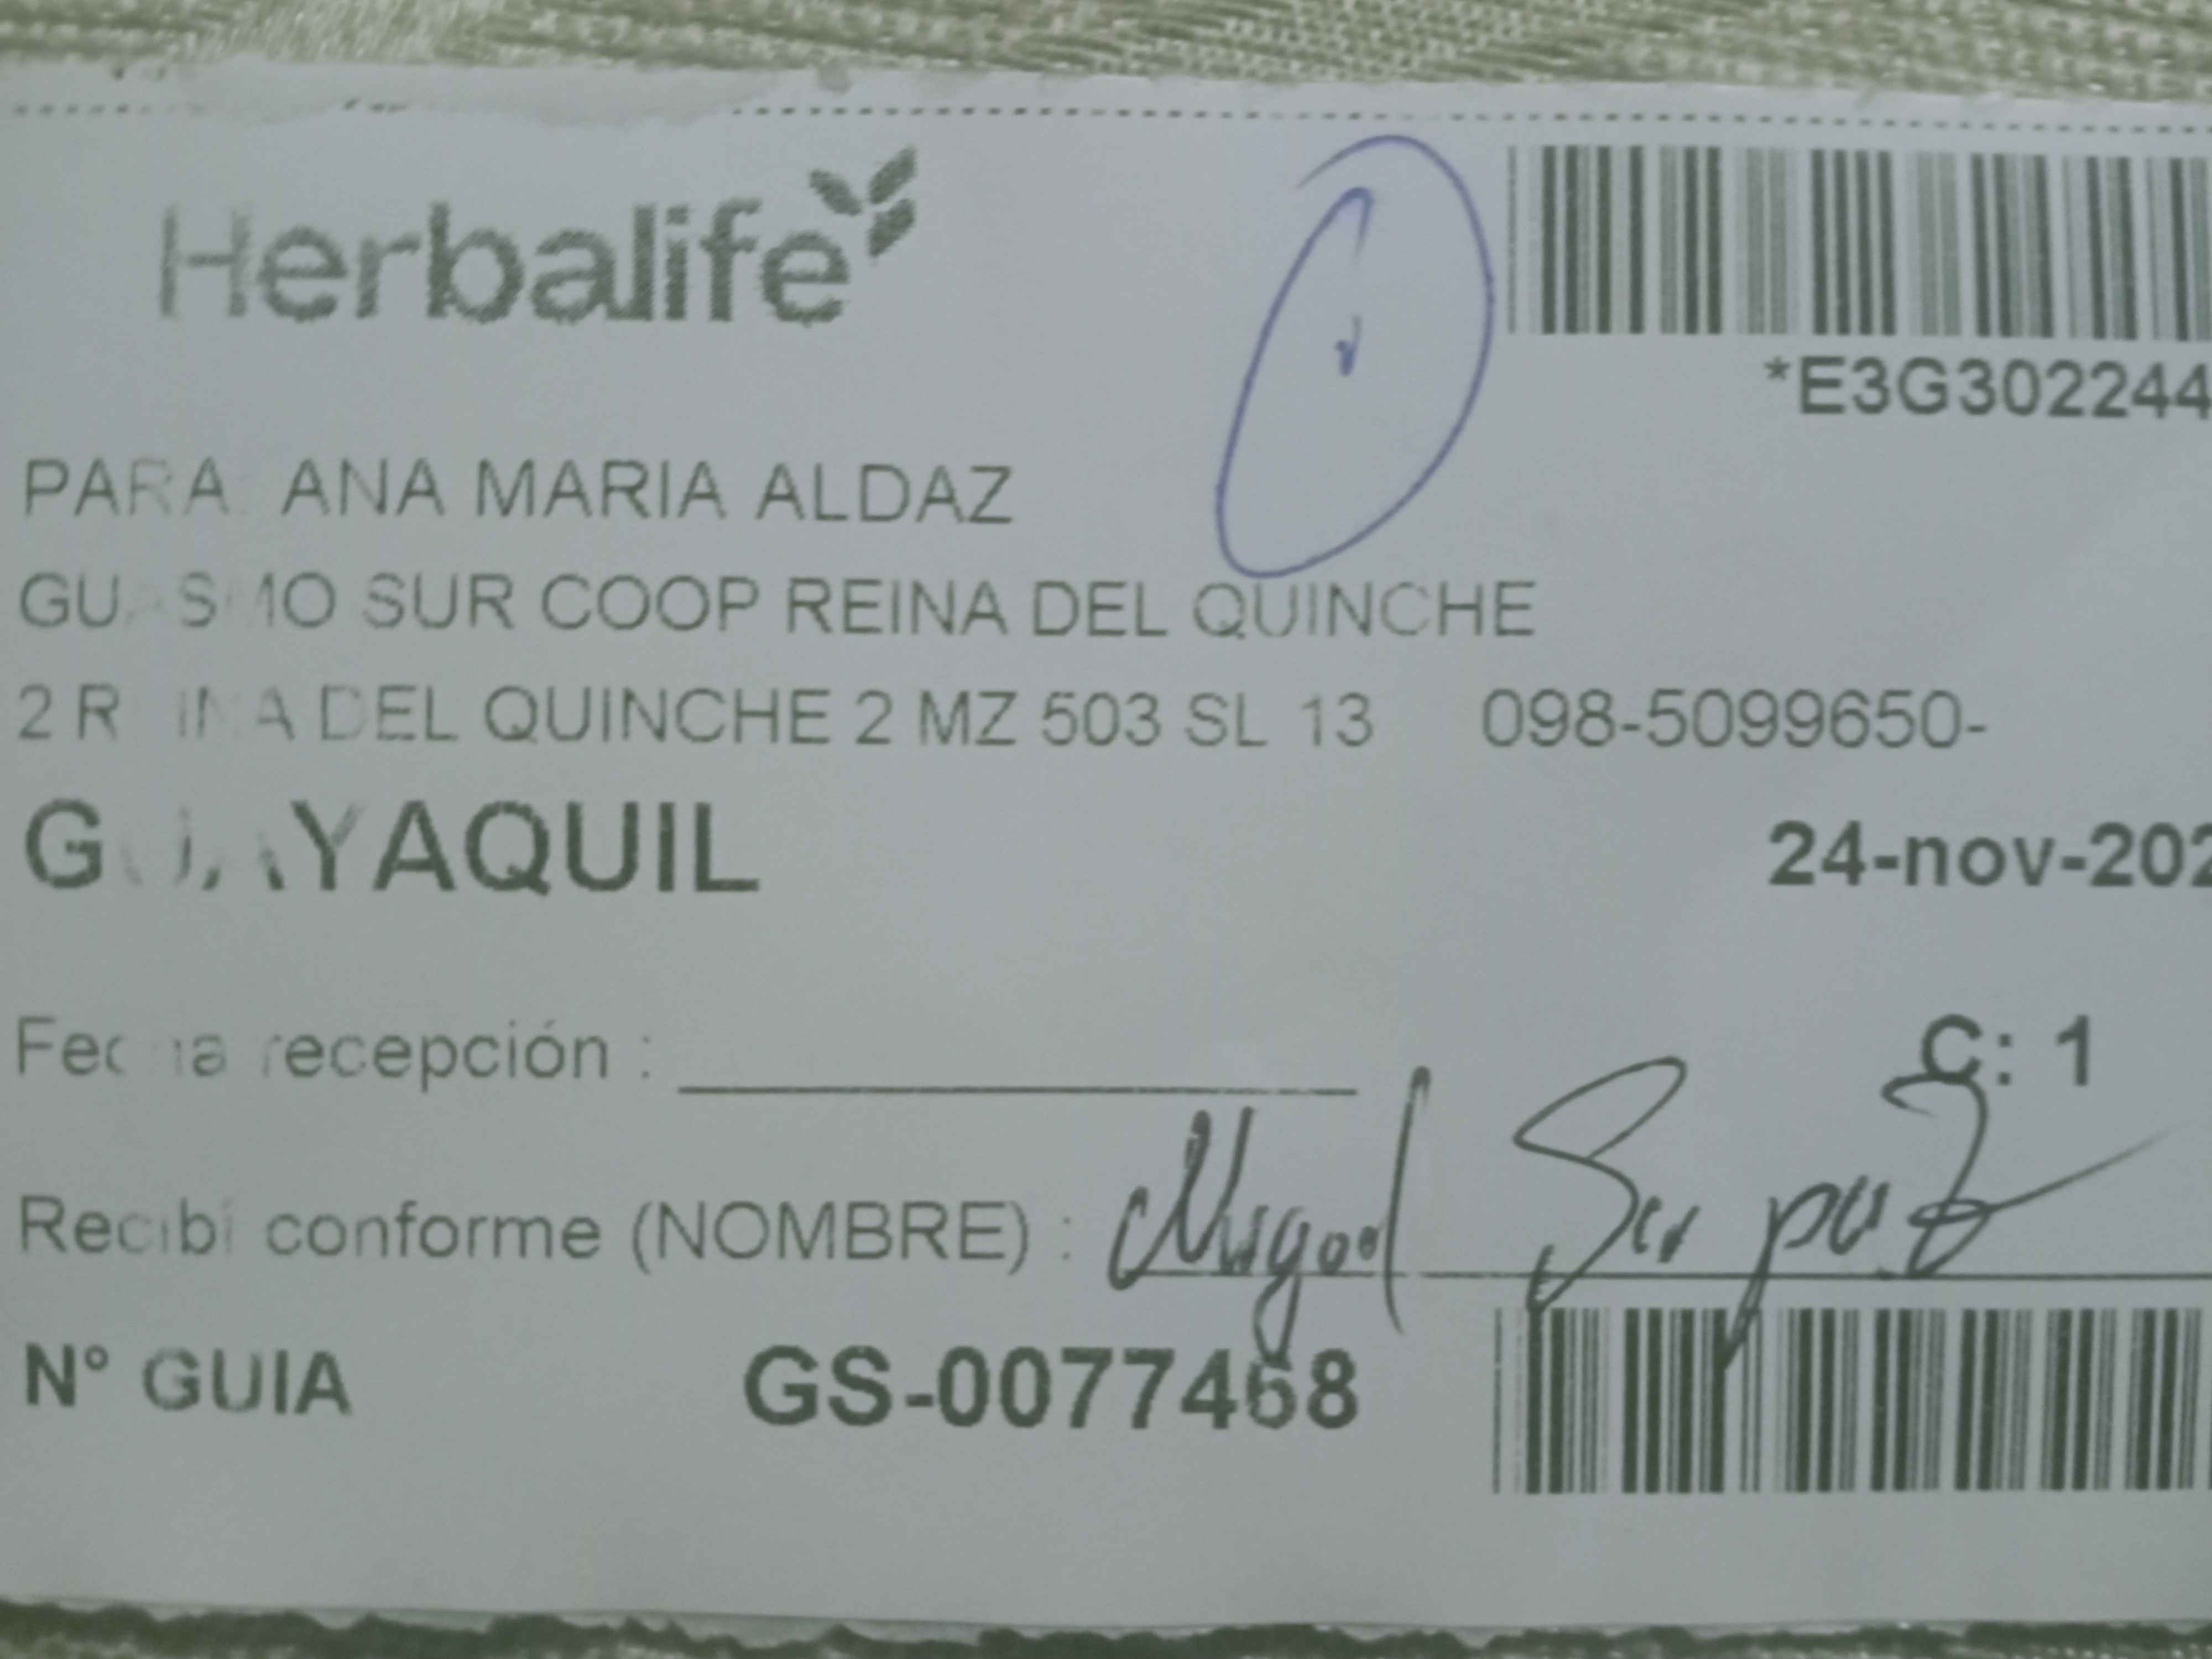 Herbalife
*E3G302244
PARA ANA MARIA ALDAZ
GUASMO SUR COOP REINA DEL QUINCHE
2 REINA DEL QUINCHE 2 MZ 503 SL 13 098-5099650-
GUAYAQUIL
24-nov-202
Fecha recepción :
C: 1
Recibí conforme (NOMBRE) : Miguel
N° GUIA GS-0077468